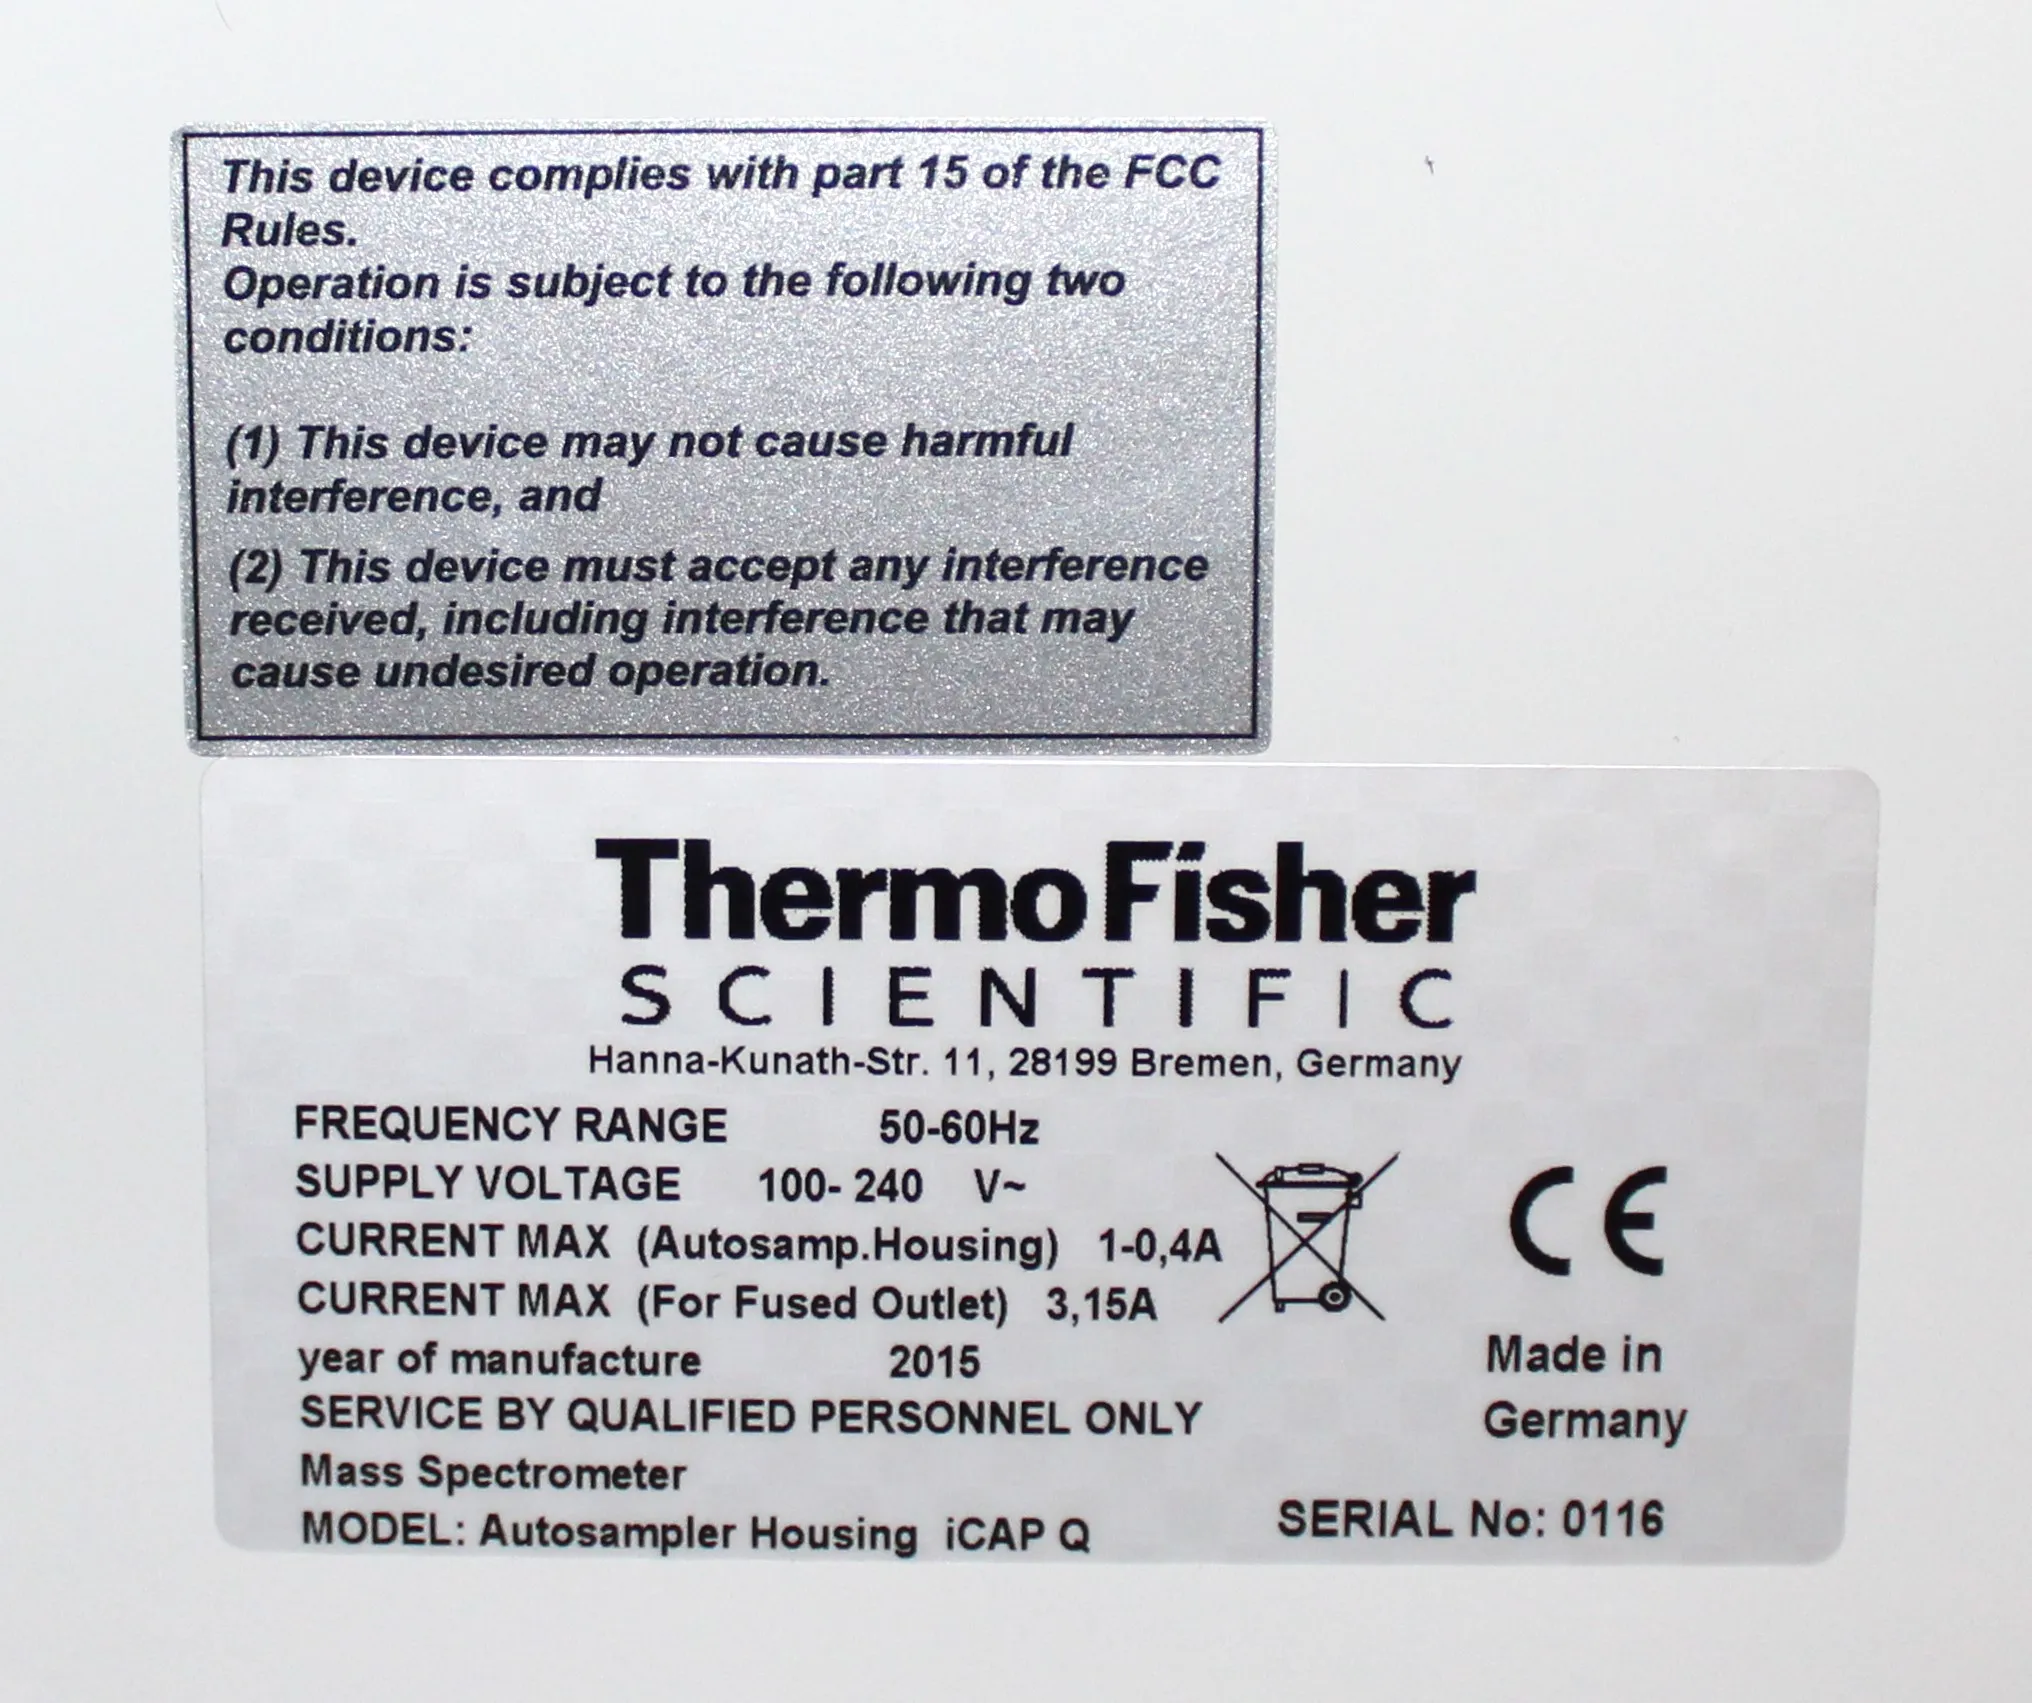 This device complies with part 15 of the FCC
Rules.
Operation is subject to the following two
conditions:
(1) This device may not cause harmful
interference, and
(2) This device must accept any interference
received, including interference that may
cause undesired operation.
ThermoFisher
SCIENTIFIC
Hanna-Kunath-Str. 11, 28199 Bremen, Germany
FREQUENCY RANGE 50-60Hz
SUPPLY VOLTAGE 100- 240 V~
CURRENT MAX (Autosamp.Housing) 1-0,4A
CURRENT MAX (For Fused Outlet) 3,15A
year of manufacture 2015
SERVICE BY QUALIFIED PERSONNEL ONLY
Mass Spectrometer
MODEL: Autosampler Housing iCAP Q
CE
Made in
Germany
SERIAL No: 0116